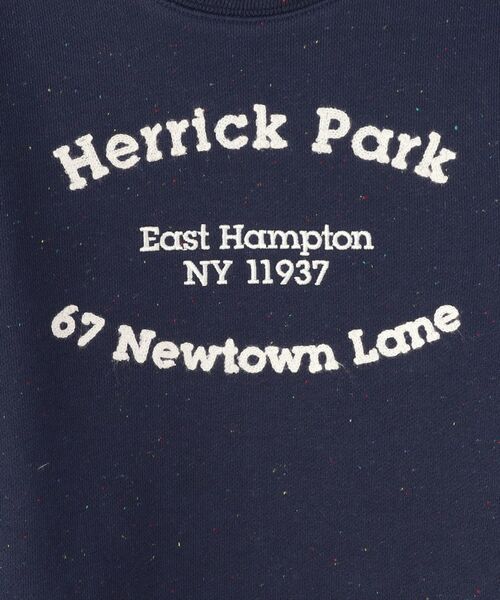 Herrick Park
East Hampton
NY 11937
67 Newtown Lane